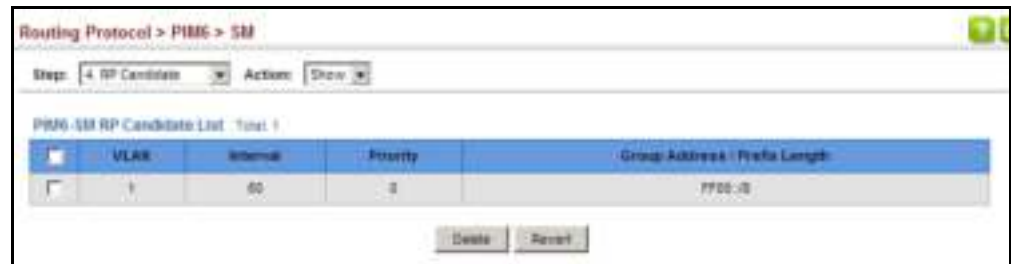 Routing Protocol > PIM6 > SM
Step: 4. RP Candidate Action: Show
PIM6-SM RP Candidate List Total: 1
VLAN Interval Priority Group Address / Prefix Length
1 60 0 FF00::/8
Delete Revert